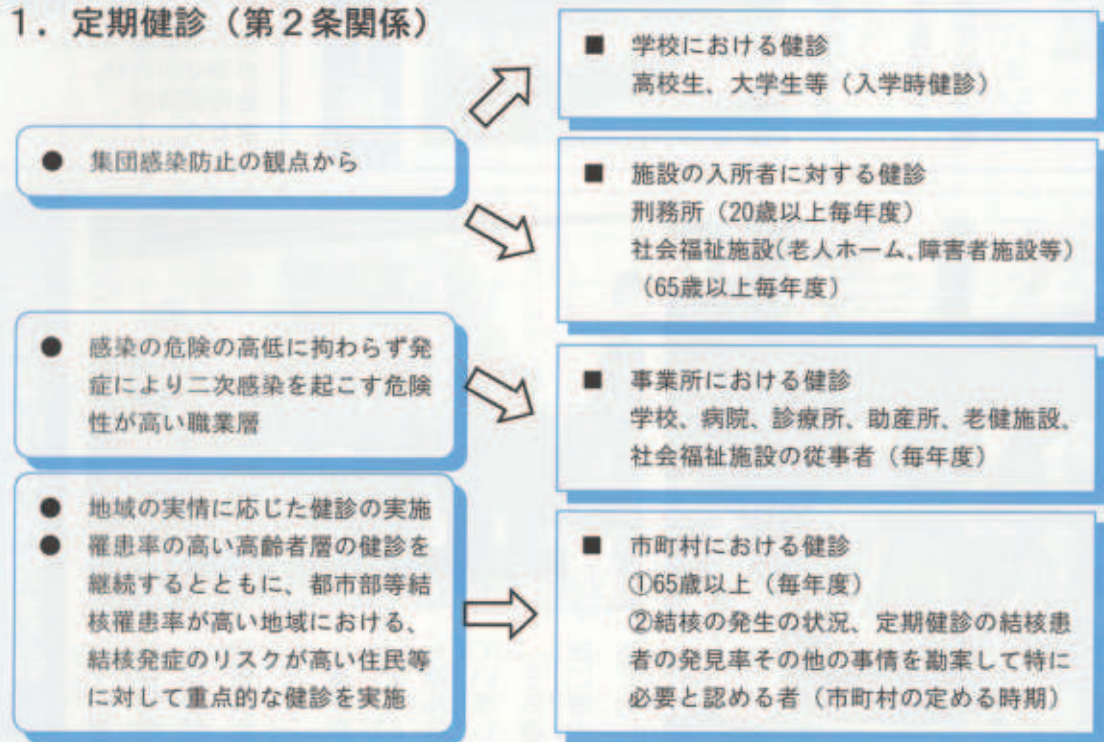 1．定期健診（第２条関係）
● 集団感染防止の観点から
■ 学校における健診
高校生、大学生等（入学時健診）
■ 施設の入所者に対する健診
刑務所（20歳以上毎年度）
社会福祉施設（老人ホーム、障害者施設等）
（65歳以上毎年度）
● 感染の危険の高低に拘わらず発
症により二次感染を起こす危険
性が高い職業層
■ 事業所における健診
学校、病院、診療所、助産所、老健施設、
社会福祉施設の従事者（毎年度）
● 地域の実情に応じた健診の実施
● 罹患率の高い高齢者層の健診を
継続するとともに、都市部等結
核罹患率が高い地域における、
結核発症のリスクが高い住民等
に対して重点的な健診を実施
■ 市町村における健診
①65歳以上（毎年度）
②結核の発生の状況、定期健診の結核患
者の発見率その他の事情を勘案して特に
必要と認める者（市町村の定める時期）